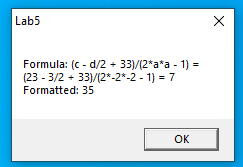 Lab5
Formula: (c - d/2 + 33)/(2*a*a - 1) =
(23 - 3/2 + 33)/(2*-2*-2 - 1) = 7
Formatted: 35
OK